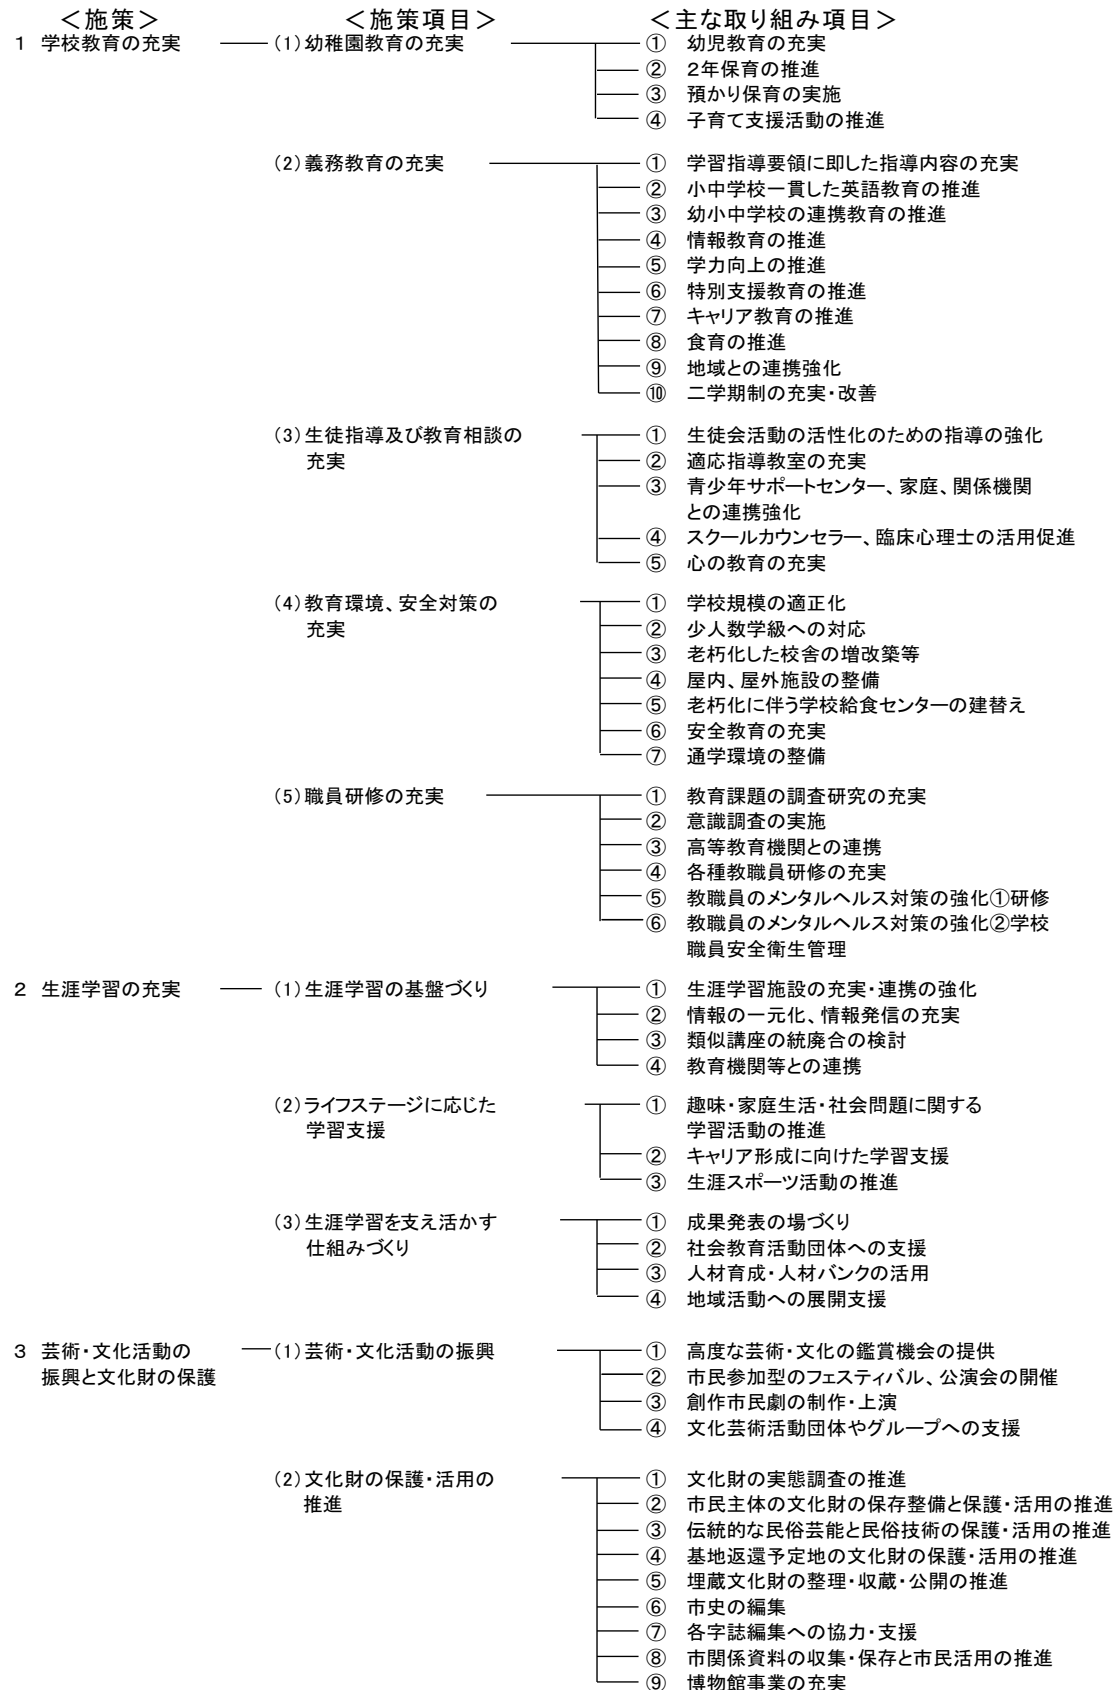 ＜施策＞ ＜施策項目＞ ＜主な取り組み項目＞
1 学校教育の充実 (1)幼稚園教育の充実 ① 幼児教育の充実
② 2年保育の推進
③ 預かり保育の実施
④ 子育て支援活動の推進
(2)義務教育の充実 ① 学習指導要領に即した指導内容の充実
② 小中学校一貫した英語教育の推進
③ 幼小中学校の連携教育の推進
④ 情報教育の推進
⑤ 学力向上の推進
⑥ 特別支援教育の推進
⑦ キャリア教育の推進
⑧ 食育の推進
⑨ 地域との連携強化
⑩ 二学期制の充実・改善
(3)生徒指導及び教育相談の ① 生徒会活動の活性化のための指導の強化
充実 ② 適応指導教室の充実
③ 青少年サポートセンター、家庭、関係機関
との連携強化
④ スクールカウンセラー、臨床心理士の活用促進
⑤ 心の教育の充実
(4)教育環境、安全対策の ① 学校規模の適正化
充実 ② 少人数学級への対応
③ 老朽化した校舎の増改築等
④ 屋内、屋外施設の整備
⑤ 老朽化に伴う学校給食センターの建替え
⑥ 安全教育の充実
⑦ 通学環境の整備
(5)職員研修の充実 ① 教育課題の調査研究の充実
② 意識調査の実施
③ 高等教育機関との連携
④ 各種教職員研修の充実
⑤ 教職員のメンタルヘルス対策の強化①研修
⑥ 教職員のメンタルヘルス対策の強化②学校
職員安全衛生管理
2 生涯学習の充実 (1)生涯学習の基盤づくり ① 生涯学習施設の充実・連携の強化
② 情報の一元化、情報発信の充実
③ 類似講座の統廃合の検討
④ 教育機関等との連携
(2)ライフステージに応じた ① 趣味・家庭生活・社会問題に関する
学習支援 学習活動の推進
② キャリア形成に向けた学習支援
③ 生涯スポーツ活動の推進
(3)生涯学習を支え活かす ① 成果発表の場づくり
仕組みづくり ② 社会教育活動団体への支援
③ 人材育成・人材バンクの活用
④ 地域活動への展開支援
3 芸術・文化活動の (1)芸術・文化活動の振興 ① 高度な芸術・文化の鑑賞機会の提供
振興と文化財の保護 ② 市民参加型のフェスティバル、公演会の開催
③ 創作市民劇の制作・上演
④ 文化芸術活動団体やグループへの支援
(2)文化財の保護・活用の ① 文化財の実態調査の推進
推進 ② 市民主体の文化財の保存整備と保護・活用の推進
③ 伝統的な民俗芸能と民俗技術の保護・活用の推進
④ 基地返還予定地の文化財の保護・活用の推進
⑤ 埋蔵文化財の整理・収蔵・公開の推進
⑥ 市史の編集
⑦ 各字誌編集への協力・支援
⑧ 市関係資料の収集・保存と市民活用の推進
⑨ 博物館事業の充実